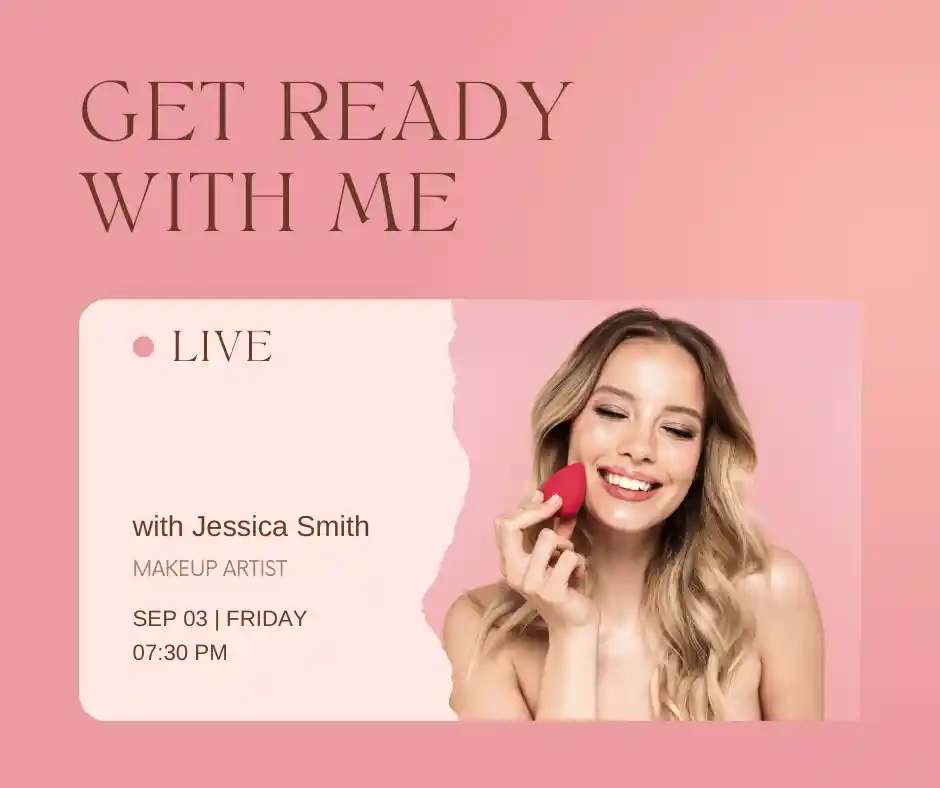 GET READY
WITH ME
LIVE
with Jessica Smith
MAKEUP ARTIST
SEP 03 | FRIDAY
07:30 PM